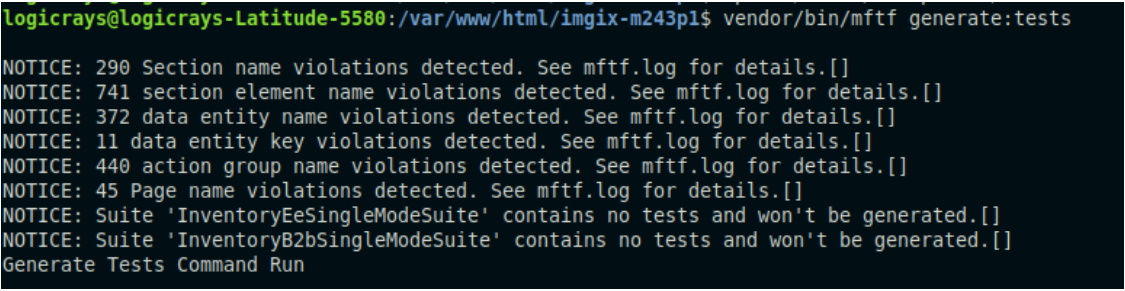 logicrays@logicrays-Latitude-5580:/var/www/html/imgix-m243p1$ vendor/bin/mftf generate:tests
NOTICE: 290 Section name violations detected. See mftf.log for details.[]
NOTICE: 741 section element name violations detected. See mftf.log for details.[]
NOTICE: 372 data entity name violations detected. See mftf.log for details.[]
NOTICE: 11 data entity key violations detected. See mftf.log for details.[]
NOTICE: 440 action group name violations detected. See mftf.log for details.[]
NOTICE: 45 Page name violations detected. See mftf.log for details.[]
NOTICE: Suite 'InventoryEeSingleModeSuite' contains no tests and won't be generated.[]
NOTICE: Suite 'InventoryB2bSingleModeSuite' contains no tests and won't be generated.[]
Generate Tests Command Run